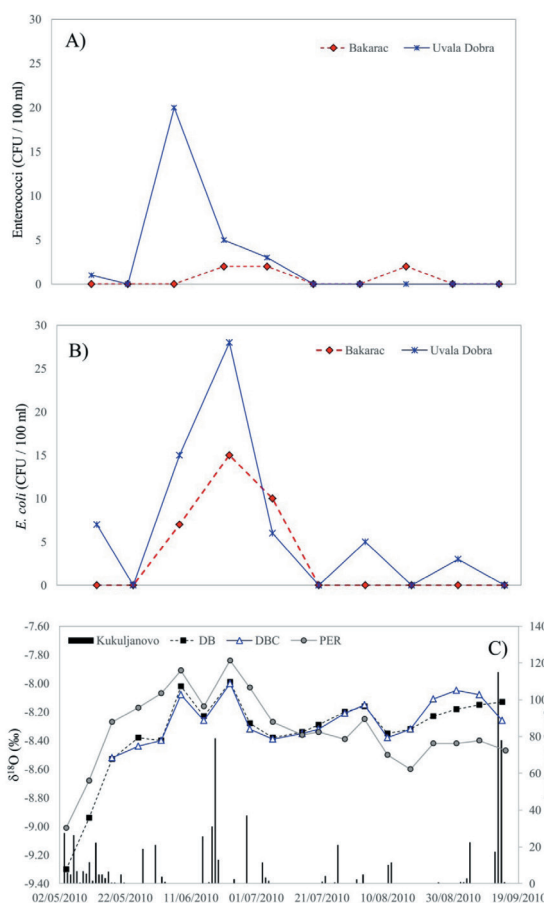 A)
Bakarac
Uvala Dobra
Enterococci (CFU / 100 ml)
30
25
20
15
10
5
0
B)
Bakarac
Uvala Dobra
E. coli (CFU / 100 ml)
30
25
20
15
10
5
0
C)
Kukuljanovo
DB
DBC
PER
δ18O (‰)
-7.60
-7.80
-8.00
-8.20
-8.40
-8.60
-8.80
-9.00
-9.20
-9.40
140
120
100
80
60
40
20
0
02/05/2010 22/05/2010 11/06/2010 01/07/2010 21/07/2010 10/08/2010 30/08/2010 19/09/2010